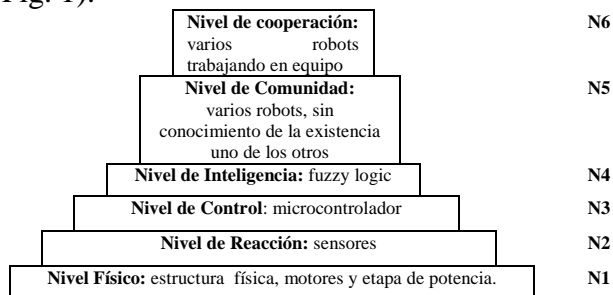 Fig. 1).
Nivel de cooperación: N6
varios robots
trabajando en equipo
Nivel de Comunidad: N5
varios robots, sin
conocimiento de la existencia
uno de los otros
Nivel de Inteligencia: fuzzy logic N4
Nivel de Control: microcontrolador N3
Nivel de Reacción: sensores N2
Nivel Físico: estructura física, motores y etapa de potencia. N1